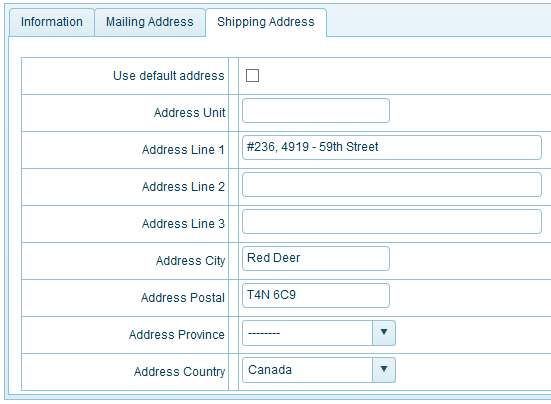 Information Mailing Address Shipping Address
Use default address
Address Unit
Address Line 1 #236, 4919 - 59th Street
Address Line 2
Address Line 3
Address City Red Deer
Address Postal T4N 6C9
Address Province --------
Address Country Canada